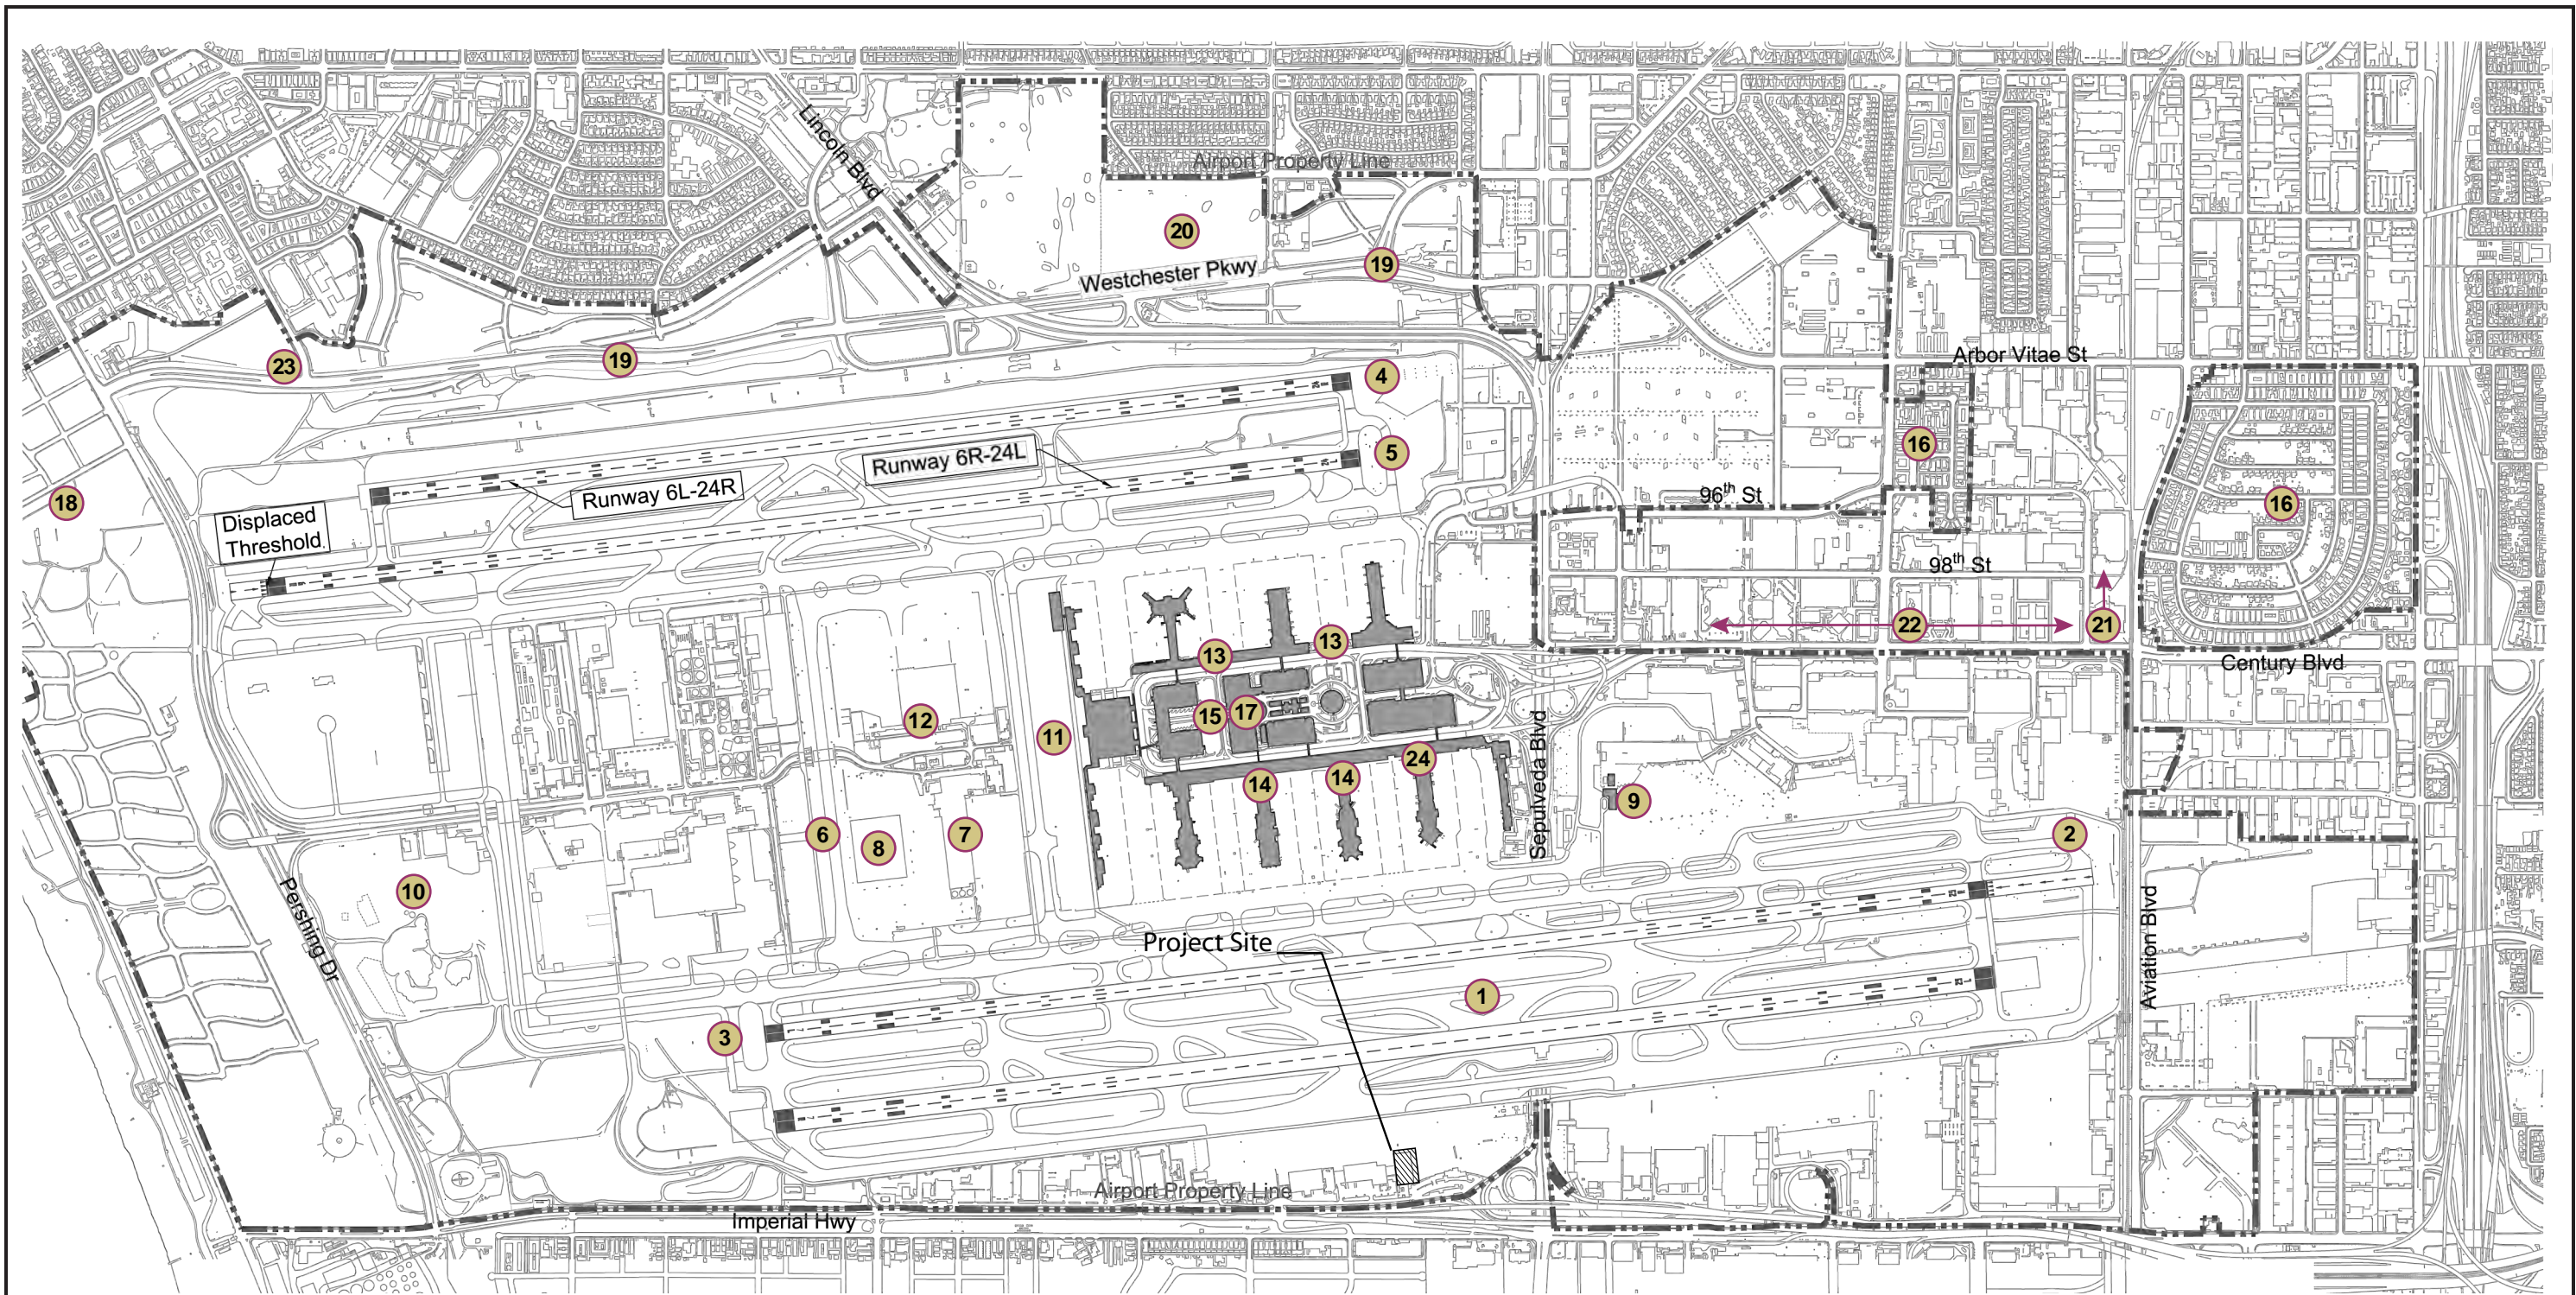 Lincoln Blvd
Airport Property Line
20
19
Westchester Pkwy
23
19
4
Arbor Vitae St
5
16
Runway 6R-24L
Runway 6L-24R
96th St
16
18
Displaced
Threshold.
98th St
22
21
13
13
Century Blvd
15
17
12
11
Sepulveda Blvd
24
14
14
9
6
8
7
2
10
Pershing Dr
Aviation Blvd
Project Site
1
3
Airport Property Line
Imperial Hwy